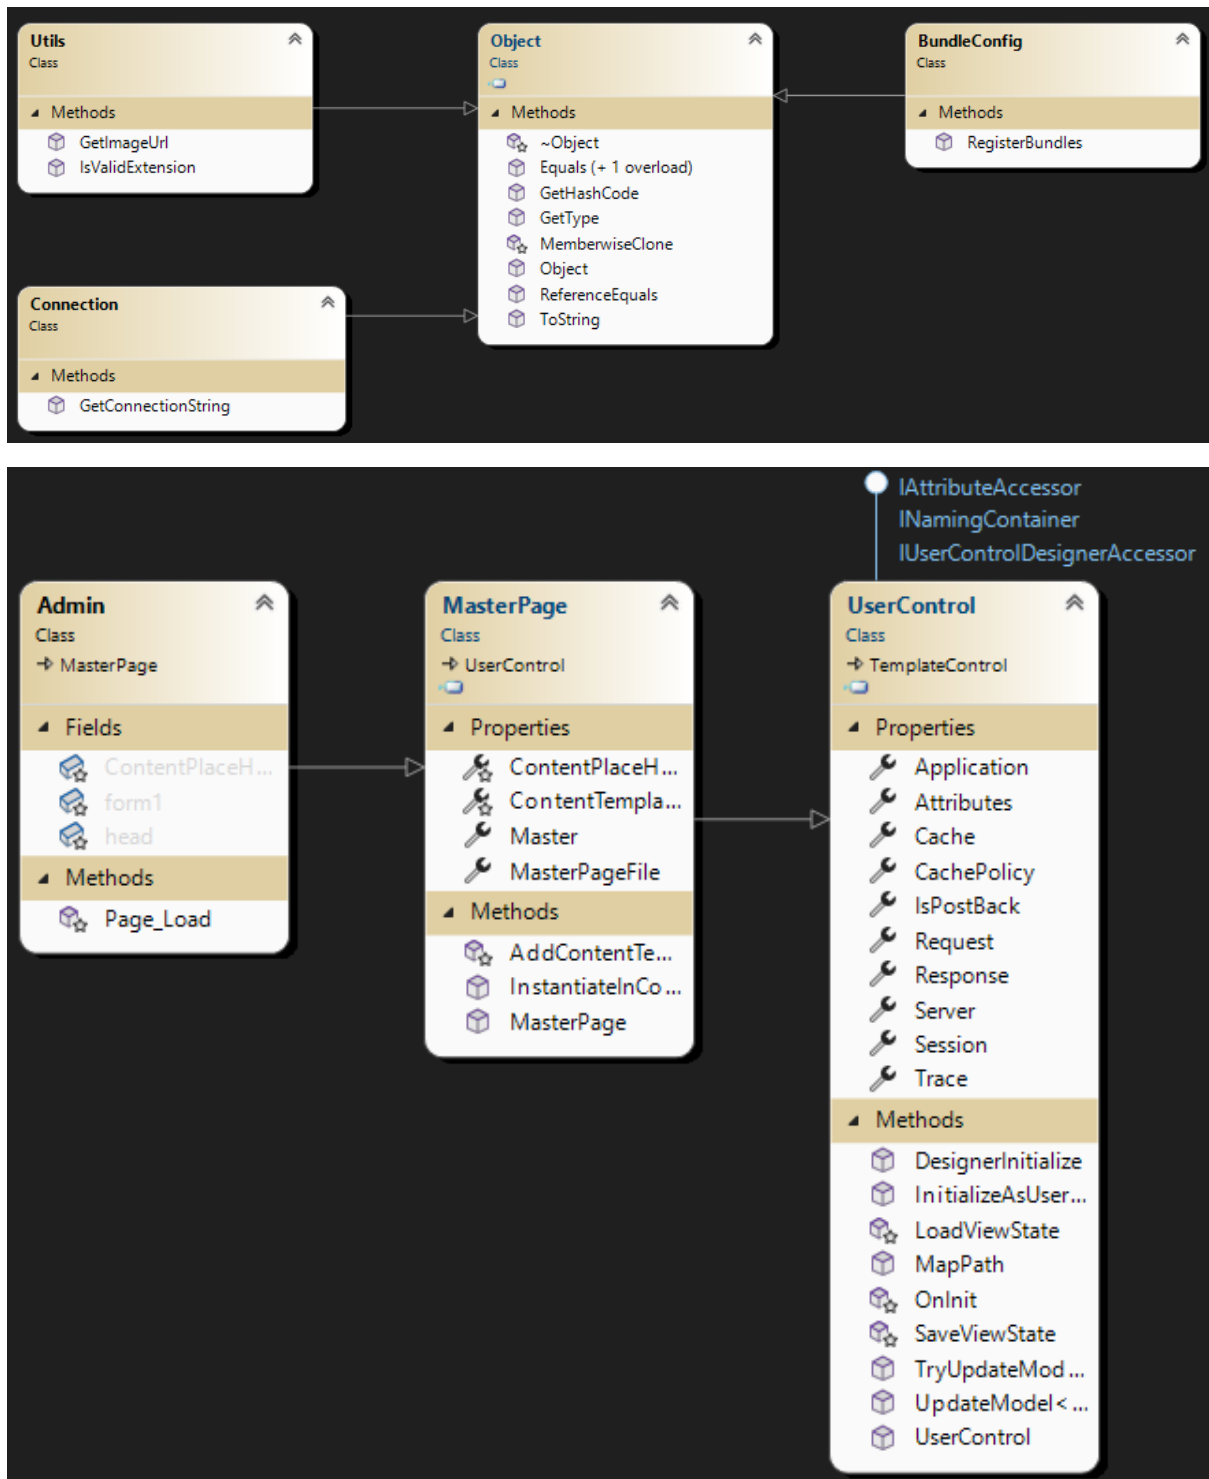 Utils
Class
Methods
GetImageUrl
IsValidExtension
Object
Class
Methods
~Object
Equals (+ 1 overload)
GetHashCode
GetType
MemberwiseClone
Object
ReferenceEquals
ToString
BundleConfig
Class
Methods
RegisterBundles
Connection
Class
Methods
GetConnectionString
IAttributeAccessor
INamingContainer
IUserControlDesignerAccessor
Admin
Class
MasterPage
Fields
ContentPlaceH...
form1
head
Methods
Page_Load
MasterPage
Class
UserControl
Properties
ContentPlaceH...
ContentTempla...
Master
MasterPageFile
Methods
AddContentTe...
InstantiateInCo...
MasterPage
UserControl
Class
TemplateControl
Properties
Application
Attributes
Cache
CachePolicy
IsPostBack
Request
Response
Server
Session
Trace
Methods
DesignerInitialize
InitializeAsUser...
LoadViewState
MapPath
OnInit
SaveViewState
TryUpdateMod...
UpdateModel<...
UserControl